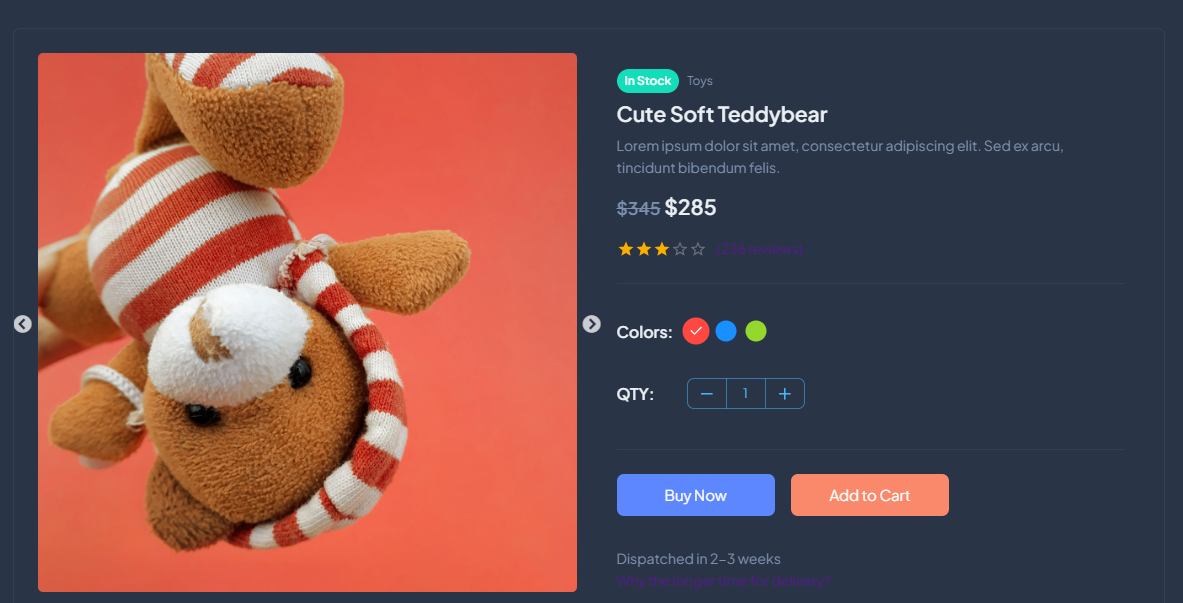 In Stock Toys
Cute Soft Teddybear
Lorem ipsum dolor sit amet, consectetur adipiscing elit. Sed ex arcu,
tincidunt bibendum felis.
$345 $285
(236 reviews)
Colors:
QTY: − 1 +
Buy Now Add to Cart
Dispatched in 2–3 weeks
Why the longer time for delivery?